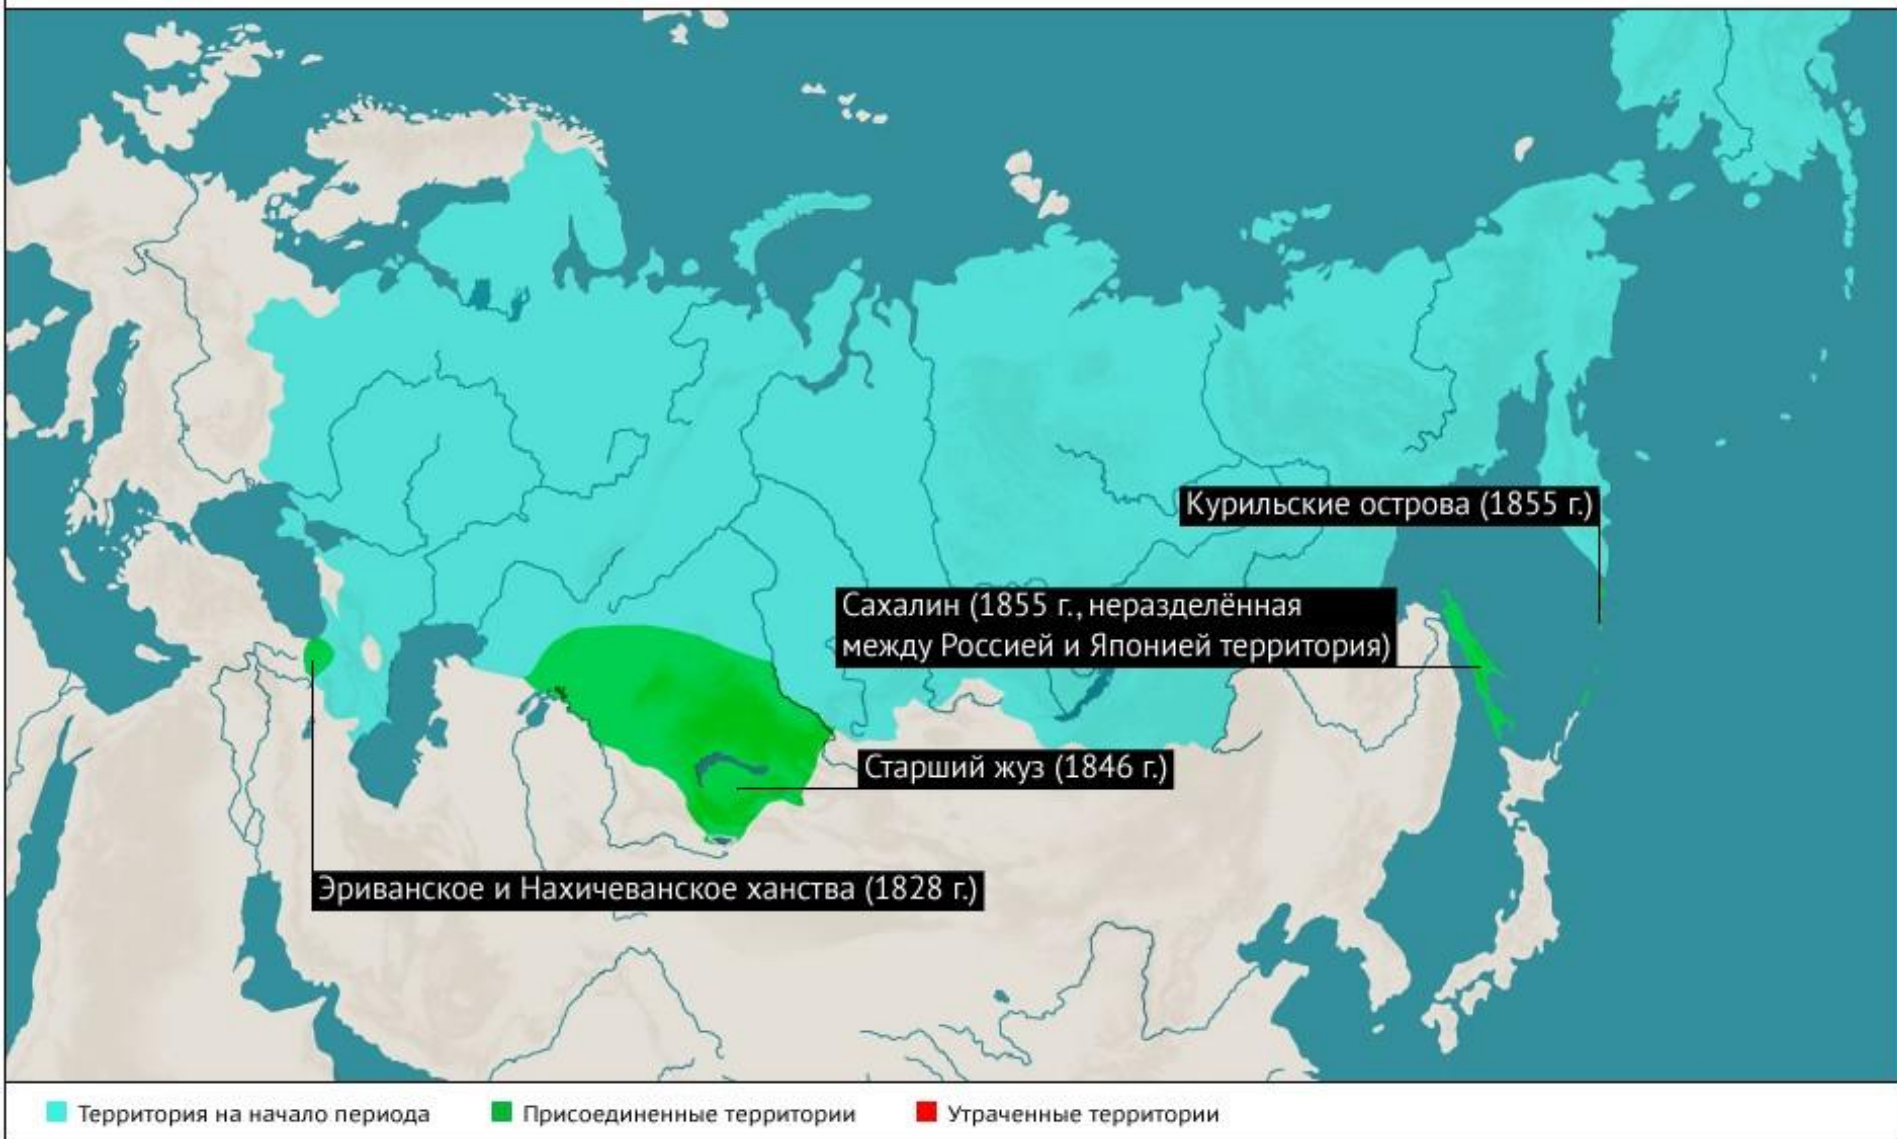 Курильские острова (1855 г.)
Сахалин (1855 г., неразделённая
между Россией и Японией территория)
Старший жуз (1846 г.)
Эриванское и Нахичеванское ханства (1828 г.)
Территория на начало периода
Присоединенные территории
Утраченные территории